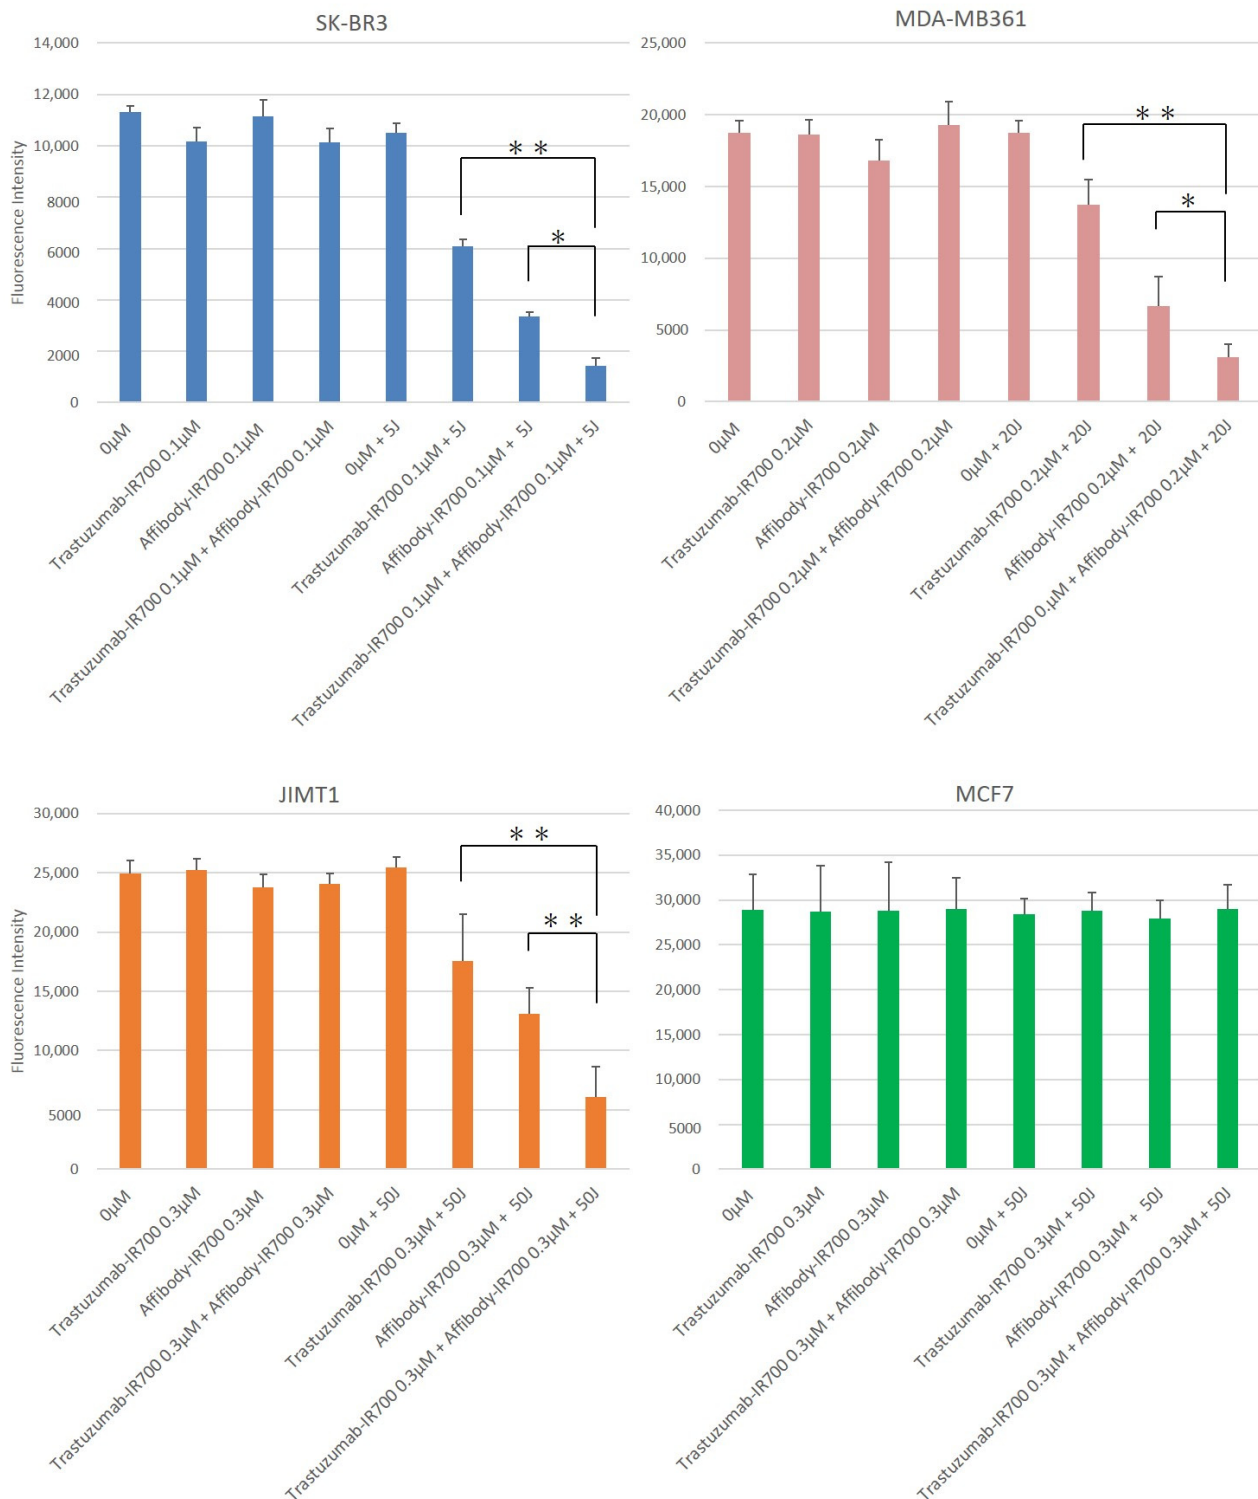 SK-BR3
14,000
12,000
10,000
8000
6000
4000
2000
0
Fluorescence Intensity
* *
*
0μM
Trastuzumab-IR700 0.1μM
Affibody-IR700 0.1μM
Trastuzumab-IR700 0.1μM + Affibody-IR700 0.1μM
0μM + 5J
Trastuzumab-IR700 0.1μM + 5J
Affibody-IR700 0.1μM + 5J
Trastuzumab-IR700 0.1μM + Affibody-IR700 0.1μM + 5J
MDA-MB361
25,000
20,000
15,000
10,000
5000
0
* *
*
0μM
Trastuzumab-IR700 0.2μM
Affibody-IR700 0.2μM
Trastuzumab-IR700 0.2μM + Affibody-IR700 0.2μM
0μM + 20J
Trastuzumab-IR700 0.2μM + 20J
Affibody-IR700 0.2μM + 20J
Trastuzumab-IR700 0.μM + Affibody-IR700 0.2μM + 20J
JIMT1
30,000
25,000
20,000
15,000
10,000
5000
0
Fluorescence Intensity
* *
* *
0μM
Trastuzumab-IR700 0.3μM
Affibody-IR700 0.3μM
Trastuzumab-IR700 0.3μM + Affibody-IR700 0.3μM
0μM + 50J
Trastuzumab-IR700 0.3μM + 50J
Affibody-IR700 0.3μM + 50J
Trastuzumab-IR700 0.3μM + Affibody-IR700 0.3μM + 50J
MCF7
40,000
35,000
30,000
25,000
20,000
15,000
10,000
5000
0
0μM
Trastuzumab-IR700 0.3μM
Affibody-IR700 0.3μM
Trastuzumab-IR700 0.3μM + Affibody-IR700 0.3μM
0μM + 50J
Trastuzumab-IR700 0.3μM + 50J
Affibody-IR700 0.3μM + 50J
Trastuzumab-IR700 0.3μM + Affibody-IR700 0.3μM + 50J